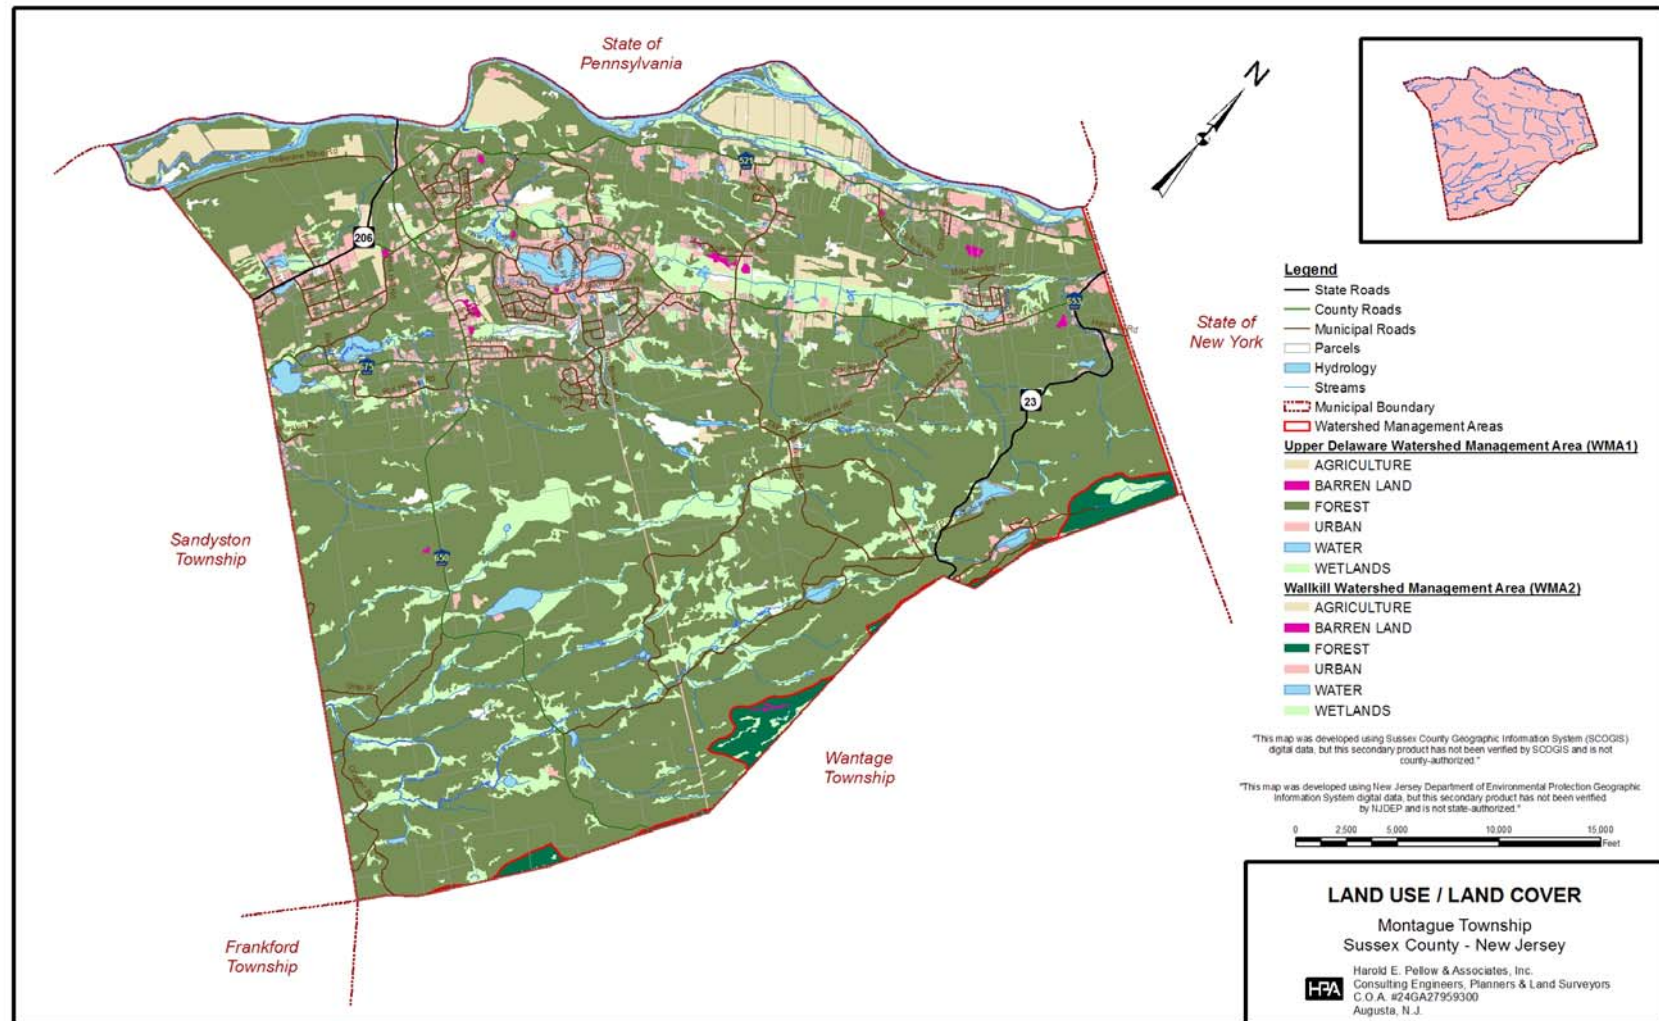 State of
Pennsylvania
N
521
206
553
State of
New York
675
23
Sandyston
Township
650
Wantage
Township
Frankford
Township
Legend
State Roads
County Roads
Municipal Roads
Parcels
Hydrology
Streams
Municipal Boundary
Watershed Management Areas
Upper Delaware Watershed Management Area (WMA1)
AGRICULTURE
BARREN LAND
FOREST
URBAN
WATER
WETLANDS
Wallkill Watershed Management Area (WMA2)
AGRICULTURE
BARREN LAND
FOREST
URBAN
WATER
WETLANDS
"This map was developed using Sussex County Geographic Information System (SCOGIS)
digital data, but this secondary product has not been verified by SCOGIS and is not
county-authorized."
"This map was developed using New Jersey Department of Environmental Protection Geographic
Information System digital data, but this secondary product has not been verified
by NJDEP and is not state-authorized."
0 2,500 5,000 10,000 15,000
Feet
LAND USE / LAND COVER
Montague Township
Sussex County - New Jersey
HPA
Harold E. Pellow & Associates, Inc.
Consulting Engineers, Planners & Land Surveyors
C.O.A. #24GA27959300
Augusta, N.J.